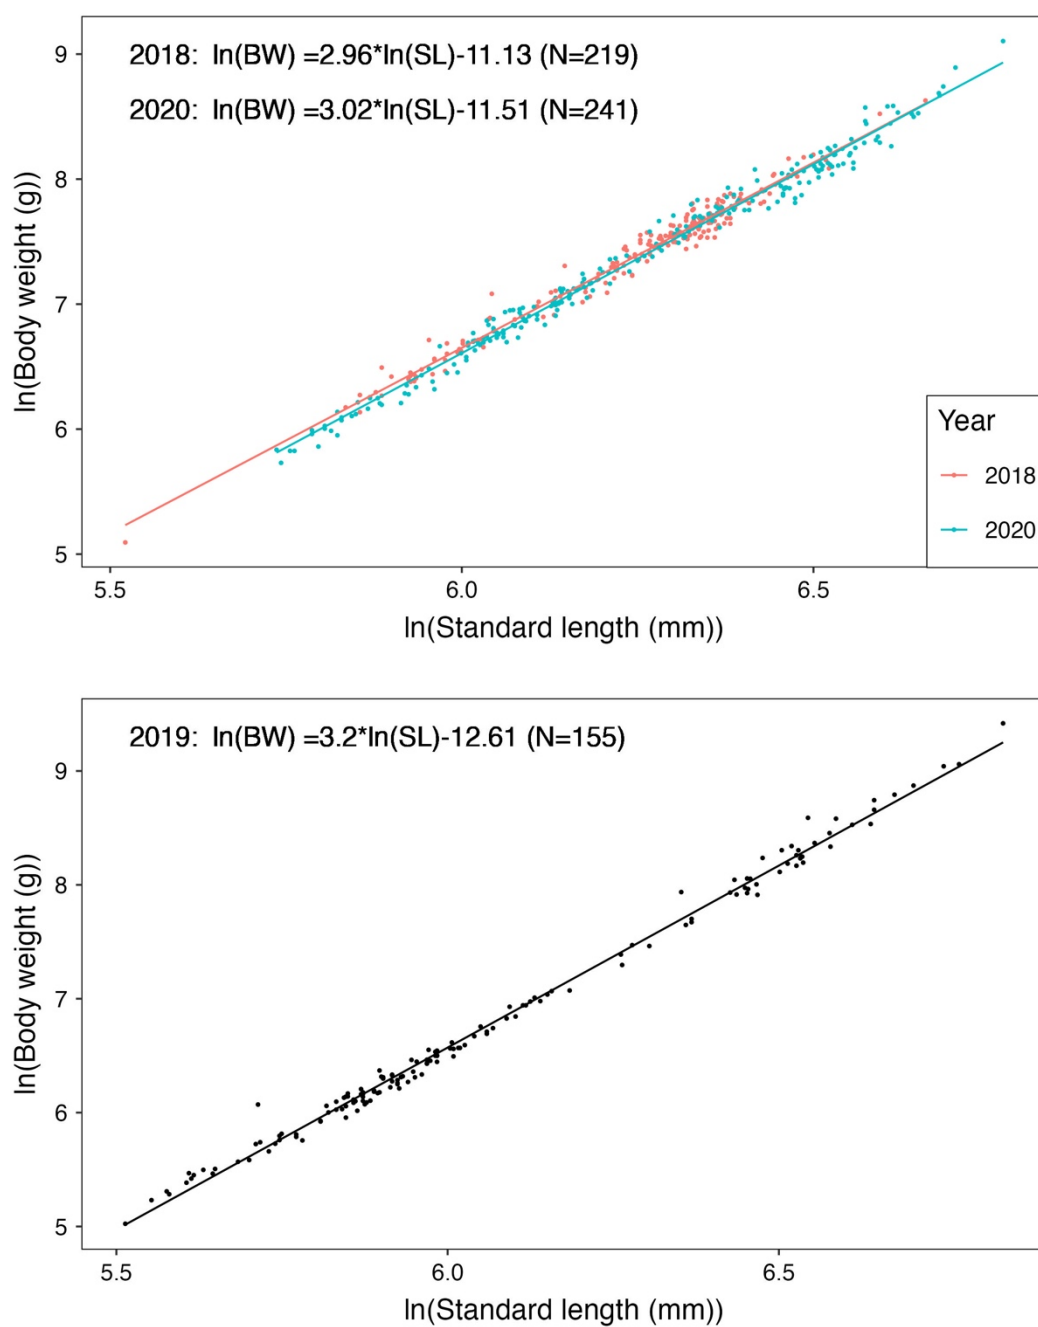 2018: ln(BW) =2.96*ln(SL)-11.13 (N=219)
2020: ln(BW) =3.02*ln(SL)-11.51 (N=241)
9
8
7
6
5
ln(Body weight (g))
Year
2018
2020
5.5 6.0 6.5
ln(Standard length (mm))
2019: ln(BW) =3.2*ln(SL)-12.61 (N=155)
9
8
7
6
5
ln(Body weight (g))
5.5 6.0 6.5
ln(Standard length (mm))